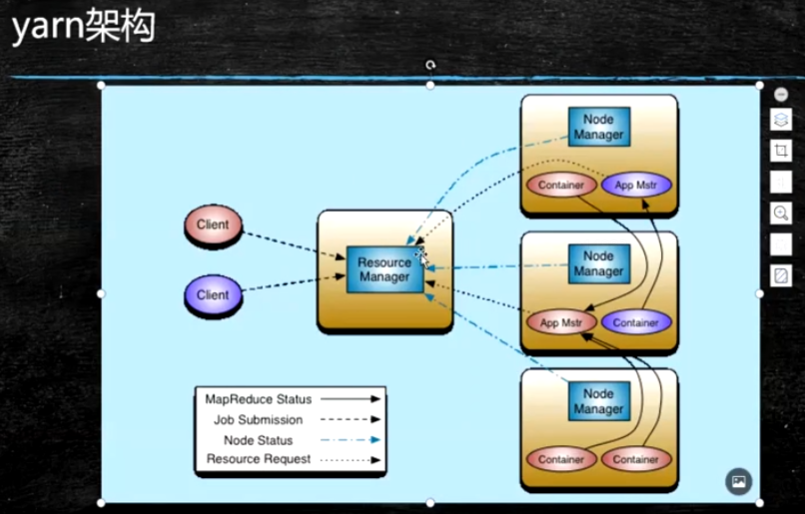 yarn架构
Node
Manager
Container
App Mstr
Client
Resource
Manager
Node
Manager
Client
App Mstr
Container
MapReduce Status
Job Submission
Node Status
Resource Request
Node
Manager
Container
Container